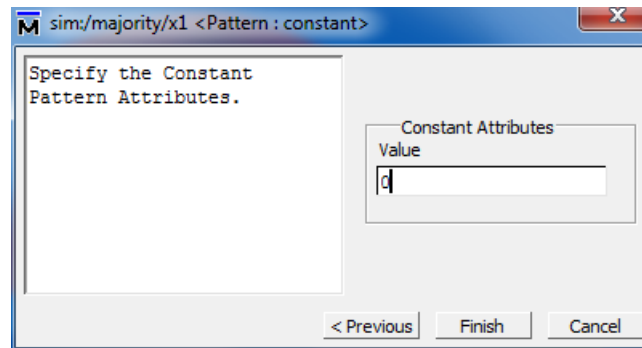 M sim:/majority/x1 <Pattern : constant>
Specify the Constant
Pattern Attributes.
Constant Attributes
Value
0
< Previous
Finish
Cancel